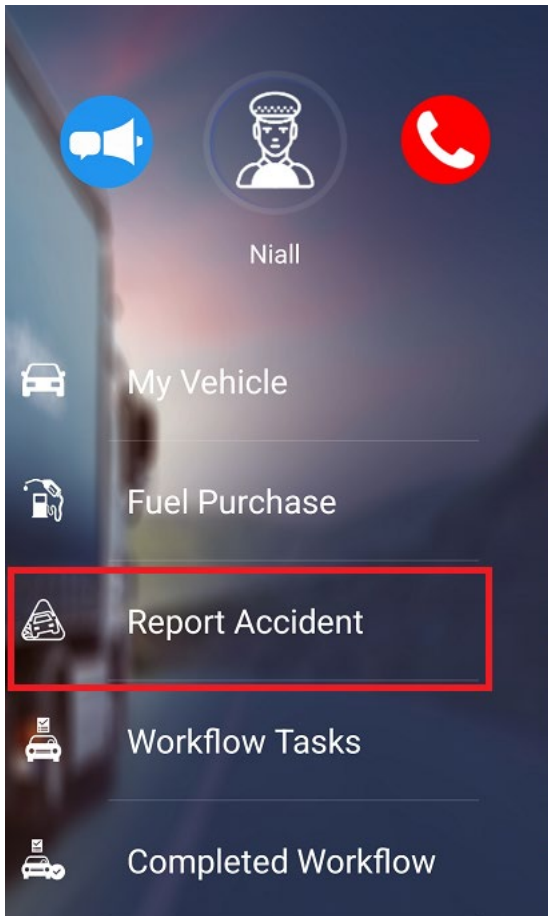 Niall
My Vehicle
Fuel Purchase
Report Accident
Workflow Tasks
Completed Workflow